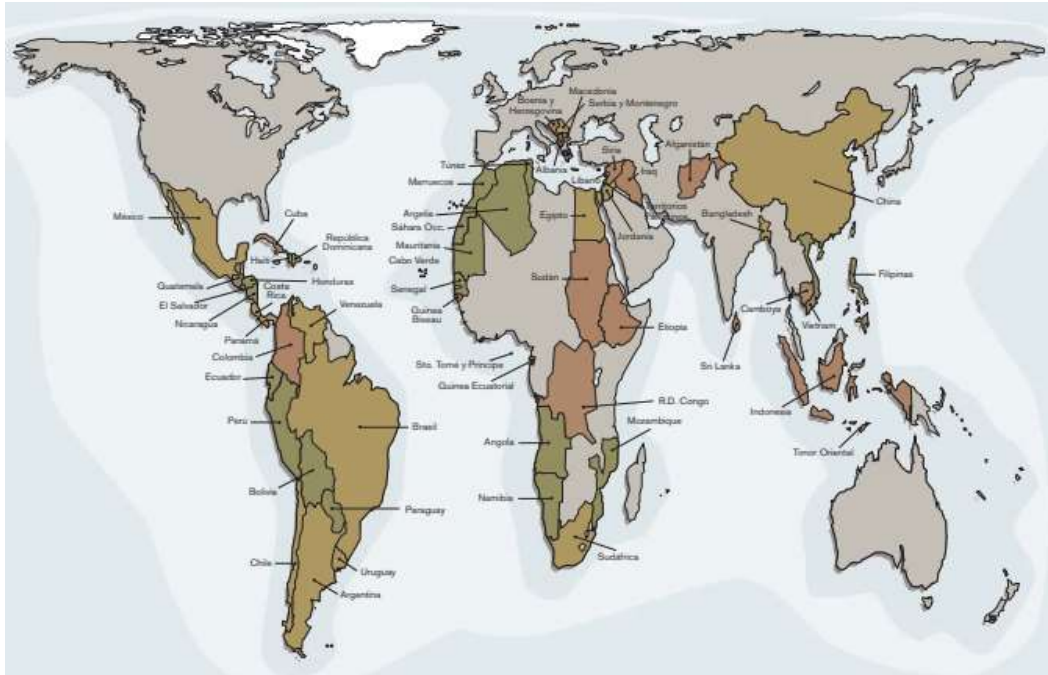 Macedonia
Bosnia y
Herzegovina
Serbia y Montenegro
Albania
Túnez
Marruecos
Argelia
Sáhara Occ.
Mauritania
Cabo Verde
Senegal
Guinea
Bissau
Líbano
Siria
Iraq
Afganistán
Territorios
Jordania
Egipto
Bangladesh
China
México
Cuba
República
Dominicana
Haití
Guatemala
Honduras
El Salvador
Costa
Rica
Nicaragua
Venezuela
Panamá
Colombia
Ecuador
Sudán
Etiopía
Filipinas
Camboya
Vietnam
Sri Lanka
Sto. Tomé y Príncipe
Guinea Ecuatorial
R.D. Congo
Indonesia
Perú
Brasil
Angola
Mozambique
Timor Oriental
Bolivia
Namibia
Paraguay
Chile
Uruguay
Sudáfrica
Argentina